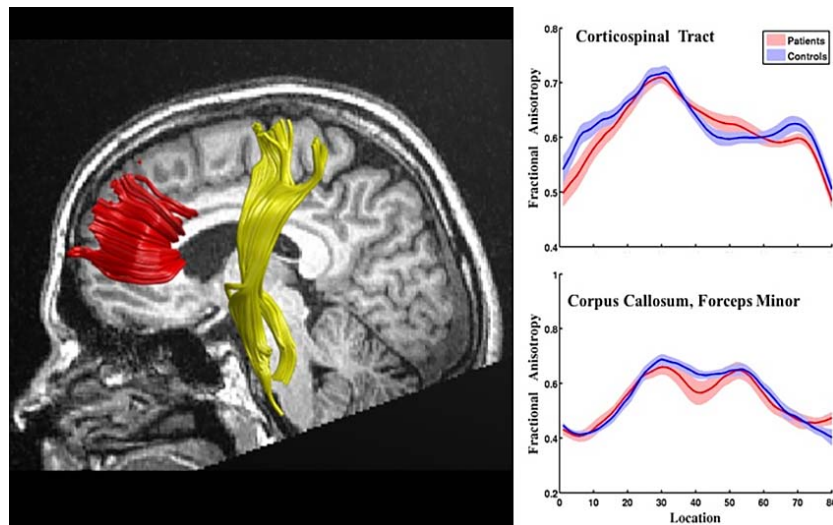 Corticospinal Tract
Patients
Controls
Fractional Anisotropy
0.8
0.7
0.6
0.5
0.4
Corpus Callosum, Forceps Minor
Fractional Anisotropy
1
0.8
0.6
0.4
0.2
0 10 20 30 40 50 60 70 80
Location